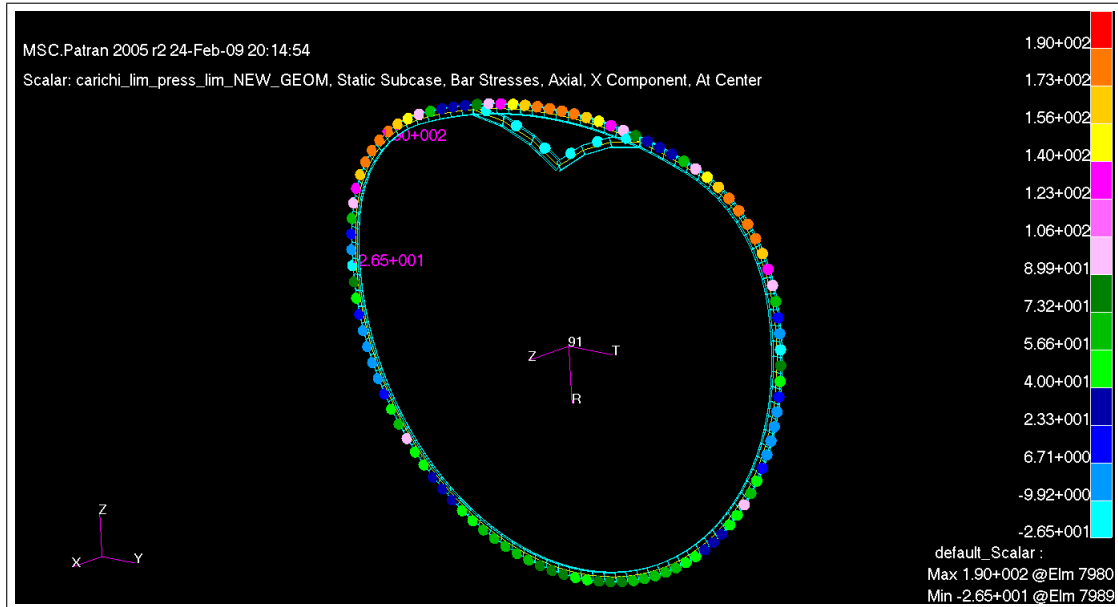 MSC.Patran 2005 r2 24-Feb-09 20:14:54
Scalar: carichi_lim_press_lim_NEW_GEOM, Static Subcase, Bar Stresses, Axial, X Component, At Center
1.90+002
1.73+002
1.56+002
1.40+002
1.23+002
1.06+002
8.99+001
7.32+001
5.66+001
4.00+001
2.33+001
6.71+000
-9.92+000
-2.65+001
90+002
2.65+001
91
Z
T
R
Z
X
Y
default_Scalar :
Max 1.90+002 @Elm 7980
Min -2.65+001 @Elm 7989